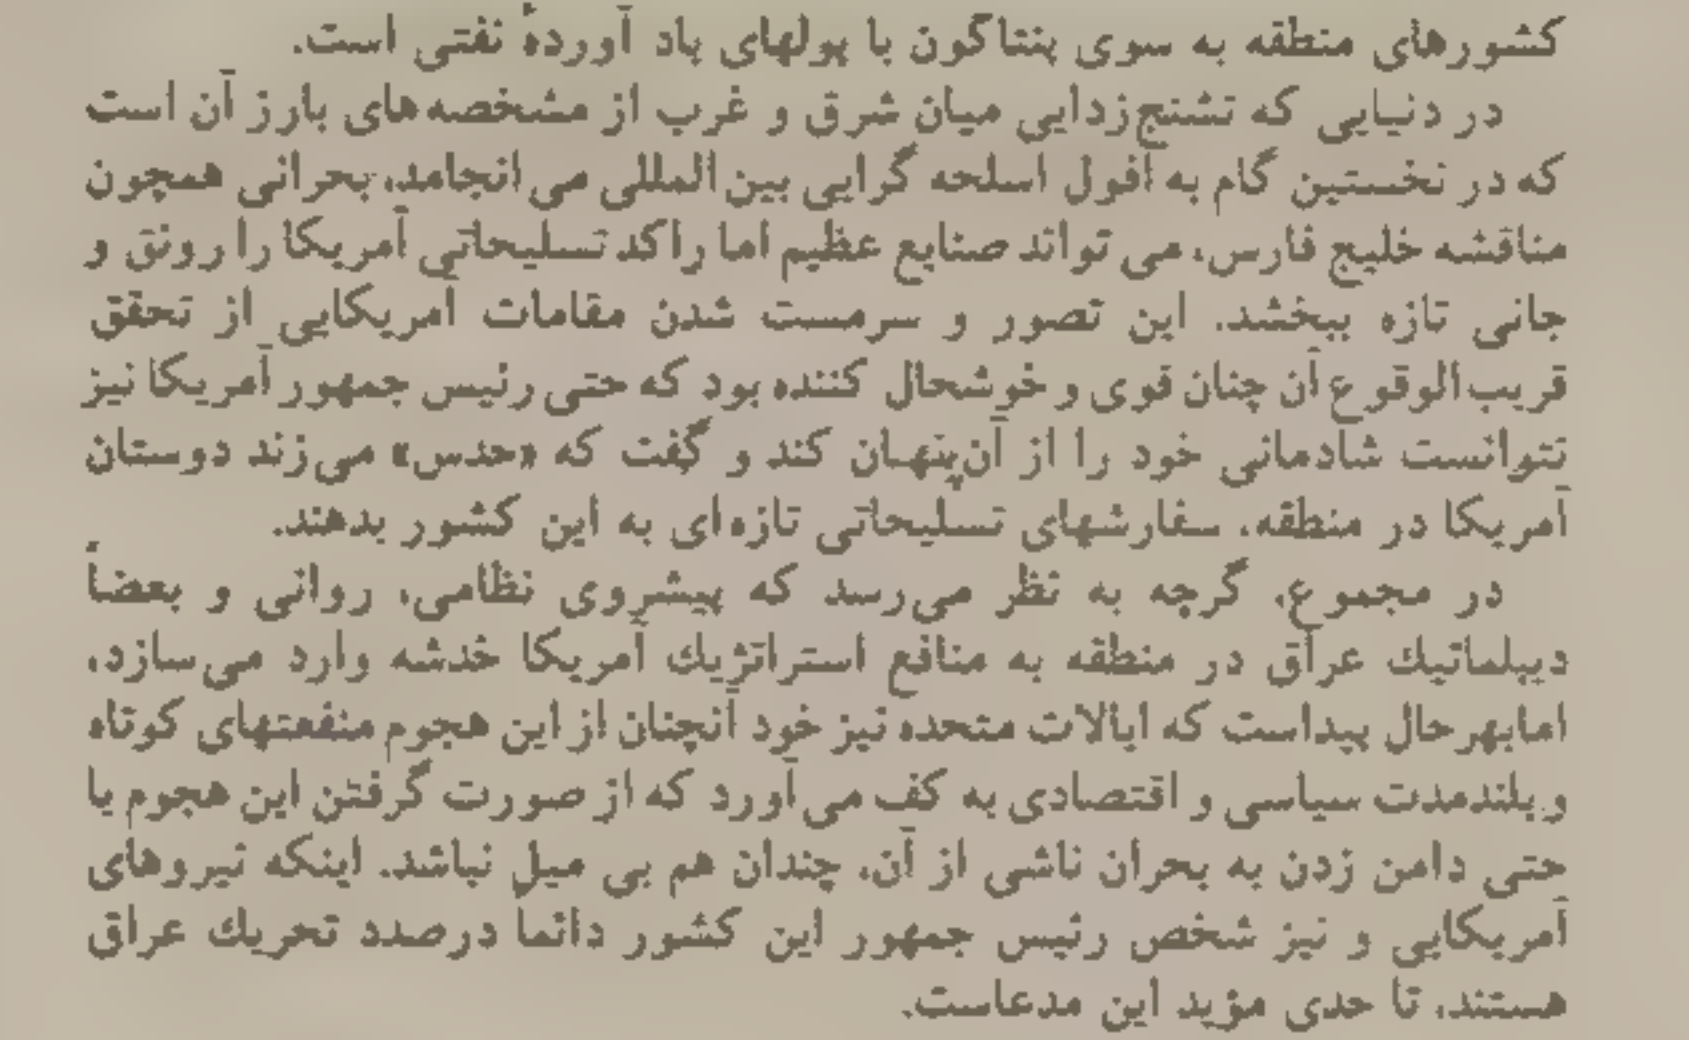 کشورهای منطقه به سوی پنتاگون با پولهای باد آوردهٔ نفتی است.
در دنیایی که تشنج‌زدایی میان شرق و غرب از مشخصه‌های بارز آن است
که در نخستین گام به افول اسلحه گرایی بین‌المللی می‌انجامد، بحرانی همچون
مناقشه خلیج فارس، می‌تواند صنایع عظیم اما راکد تسلیحاتی آمریکا را رونق و
جانی تازه ببخشد. این تصور و سرمست شدن مقامات آمریکایی از تحقق
قریب‌الوقوع آن چنان قوی و خوشحال کننده بود که حتی رئیس جمهور آمریکا نیز
نتوانست شادمانی خود را از آن پنهان کند و گفت که «حدس» می‌زند دوستان
آمریکا در منطقه، سفارشهای تسلیحاتی تازه‌ای به این کشور بدهند.
در مجموع، گرچه به نظر می‌رسد که پیشروی نظامی، روانی و بعضاً
دیپلماتیك عراق در منطقه به منافع استراتژیك آمریکا خدشه وارد می‌سازد،
امابهرحال پیداست که ایالات متحده نیز خود آنچنان از این هجوم منفعتهای کوتاه
و بلندمدت سیاسی و اقتصادی به کف می‌آورد که از صورت گرفتن این هجوم یا
حتی دامن زدن به بحران ناشی از آن، چندان هم بی میل نباشد. اینکه نیروهای
آمریکایی و نیز شخص رئیس جمهور این کشور دائما درصدد تحریك عراق
هستند، تا حدی مؤید این مدعاست.